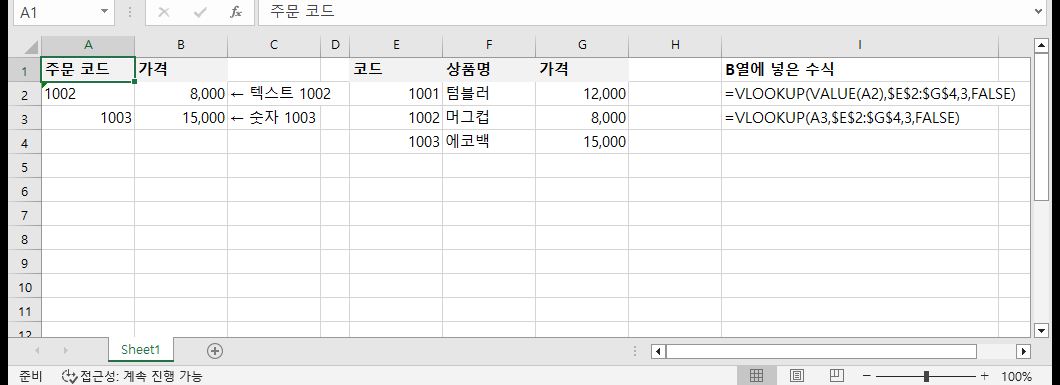 A1 fx 주문 코드
A B C D E F G H I
1 주문 코드 가격 코드 상품명 가격 B열에 넣은 수식
2 1002 8,000 ← 텍스트 1002 1001 텀블러 12,000 =VLOOKUP(VALUE(A2),$E$2:$G$4,3,FALSE)
3 1003 15,000 ← 숫자 1003 1002 머그컵 8,000 =VLOOKUP(A3,$E$2:$G$4,3,FALSE)
4 1003 에코백 15,000
5
6
7
8
9
10
11
12
Sheet1
준비 접근성: 계속 진행 가능 100%